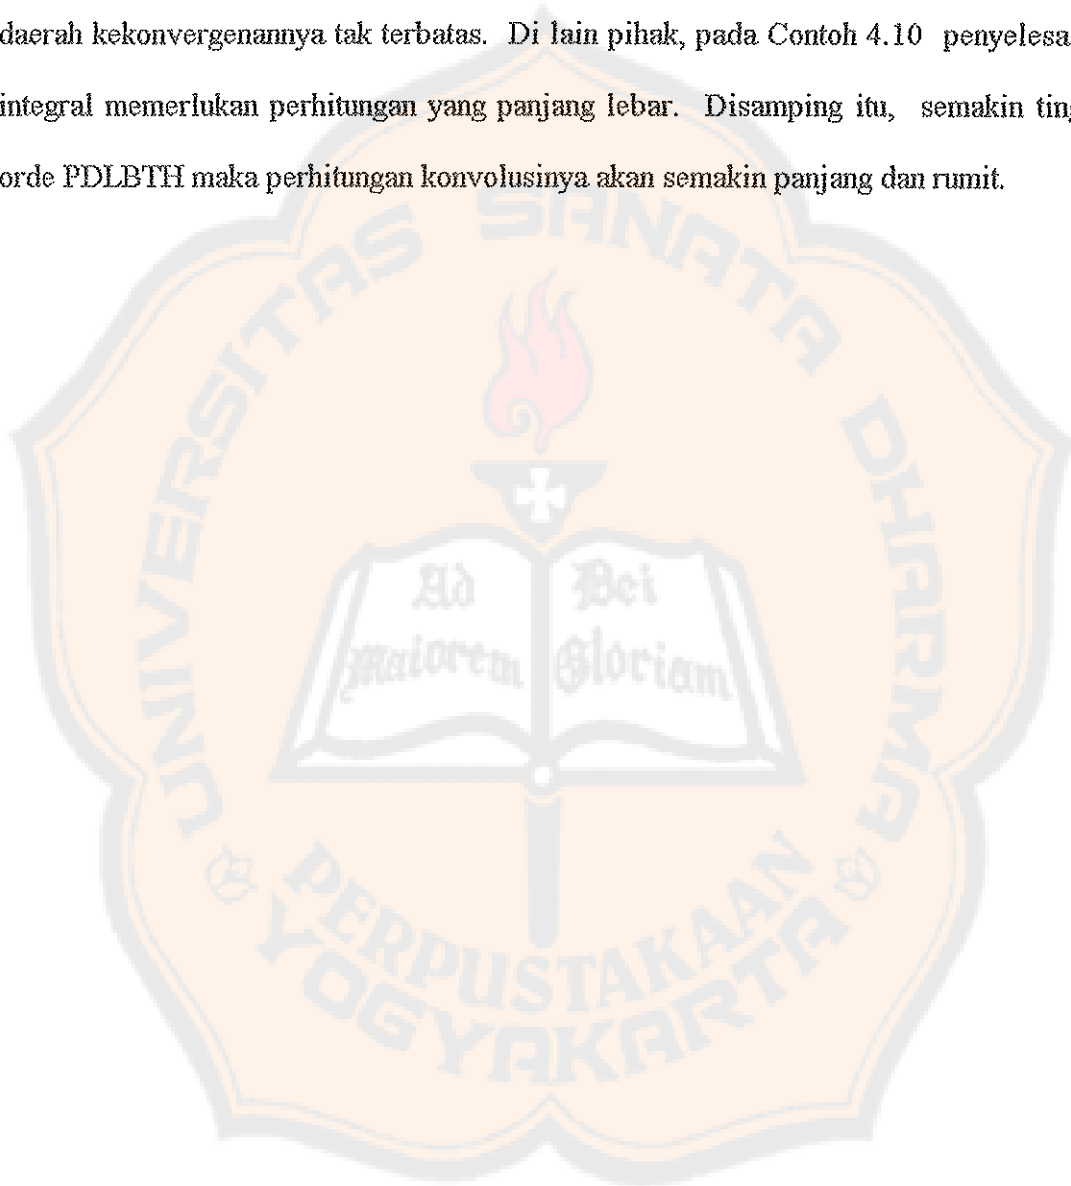 daerah kekonvergenannya tak terbatas. Di lain pihak, pada Contoh 4.10 penyelesa
integral memerlukan perhitungan yang panjang lebar. Disamping itu, semakin ting
orde PDLBTH maka perhitungan konvolusinya akan semakin panjang dan rumit.
UNIVERSITAS SANATA DHARMA
Ad Dei
Maiorem Gloriam
PERPUSTAKAAN
YOGYAKARTA